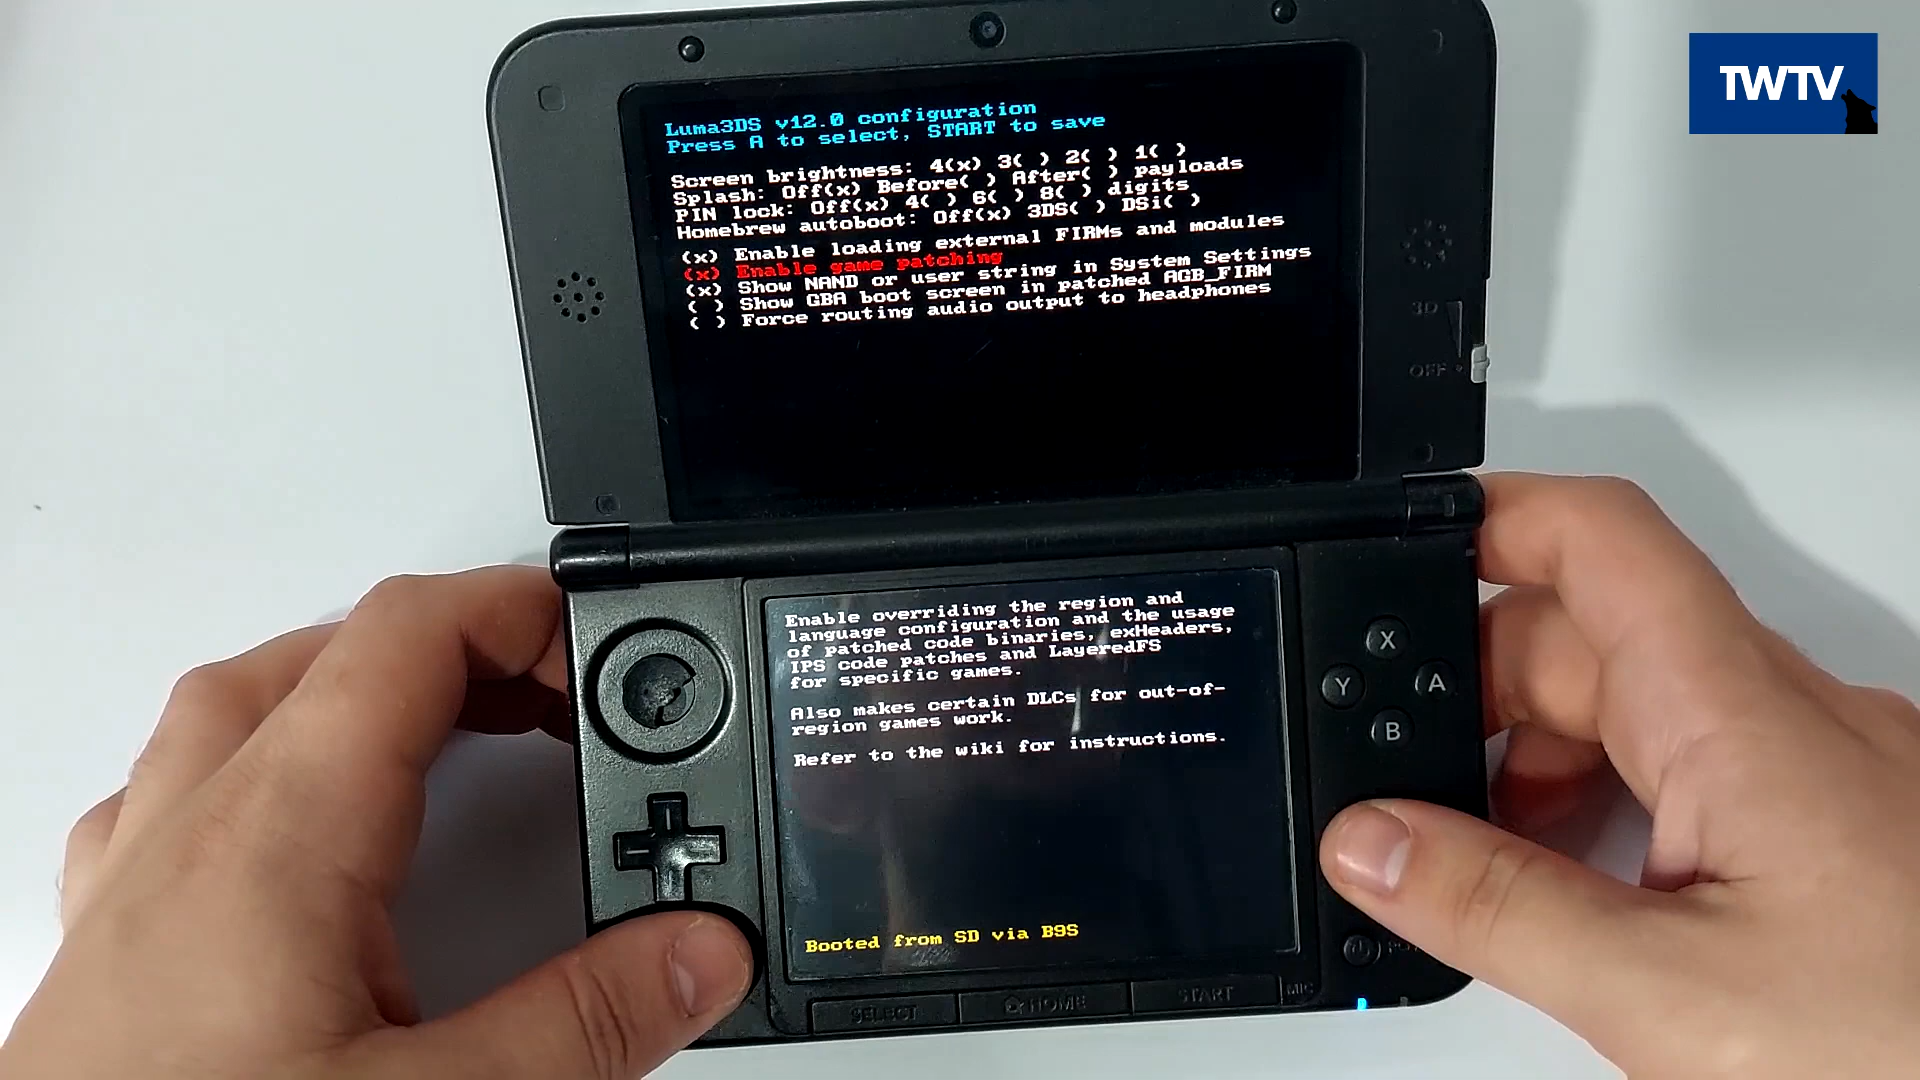 TWTV
Luma3DS v12.0 configuration
Press A to select, START to save
Screen brightness: 4(x) 3( ) 2( ) 1( )
Splash: Off(x) Before( ) After( ) payloads
PIN lock: Off(x) 4( ) 6( ) 8( ) digits
Homebrew autoboot: Off(x) 3DS( ) DSi( )
(x) Enable loading external FIRMs and modules
(x) Enable game patching
(x) Show NAND or user string in System Settings
( ) Show GBA boot screen in patched AGB_FIRM
( ) Force routing audio output to headphones
3D
OFF
Enable overriding the region and
language configuration and the usage
of patched code binaries, exHeaders,
IPS code patches and LayeredFS
for specific games.
Also makes certain DLCs for out-of-
region games work.
Refer to the wiki for instructions.
Booted from SD via B9S
X
Y
A
B
SELECT
HOME
START
MIC